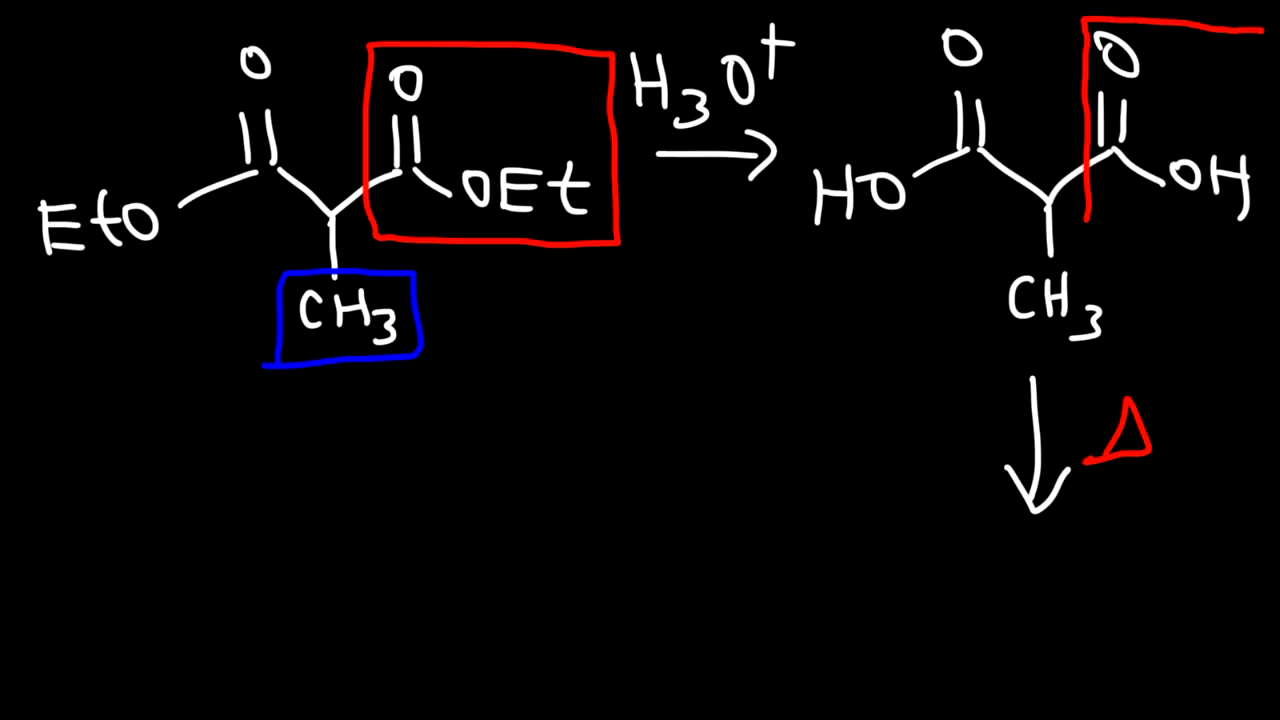 O O H₃O⁺ O O
EtO OEt HO OH
CH₃ CH₃
Δ